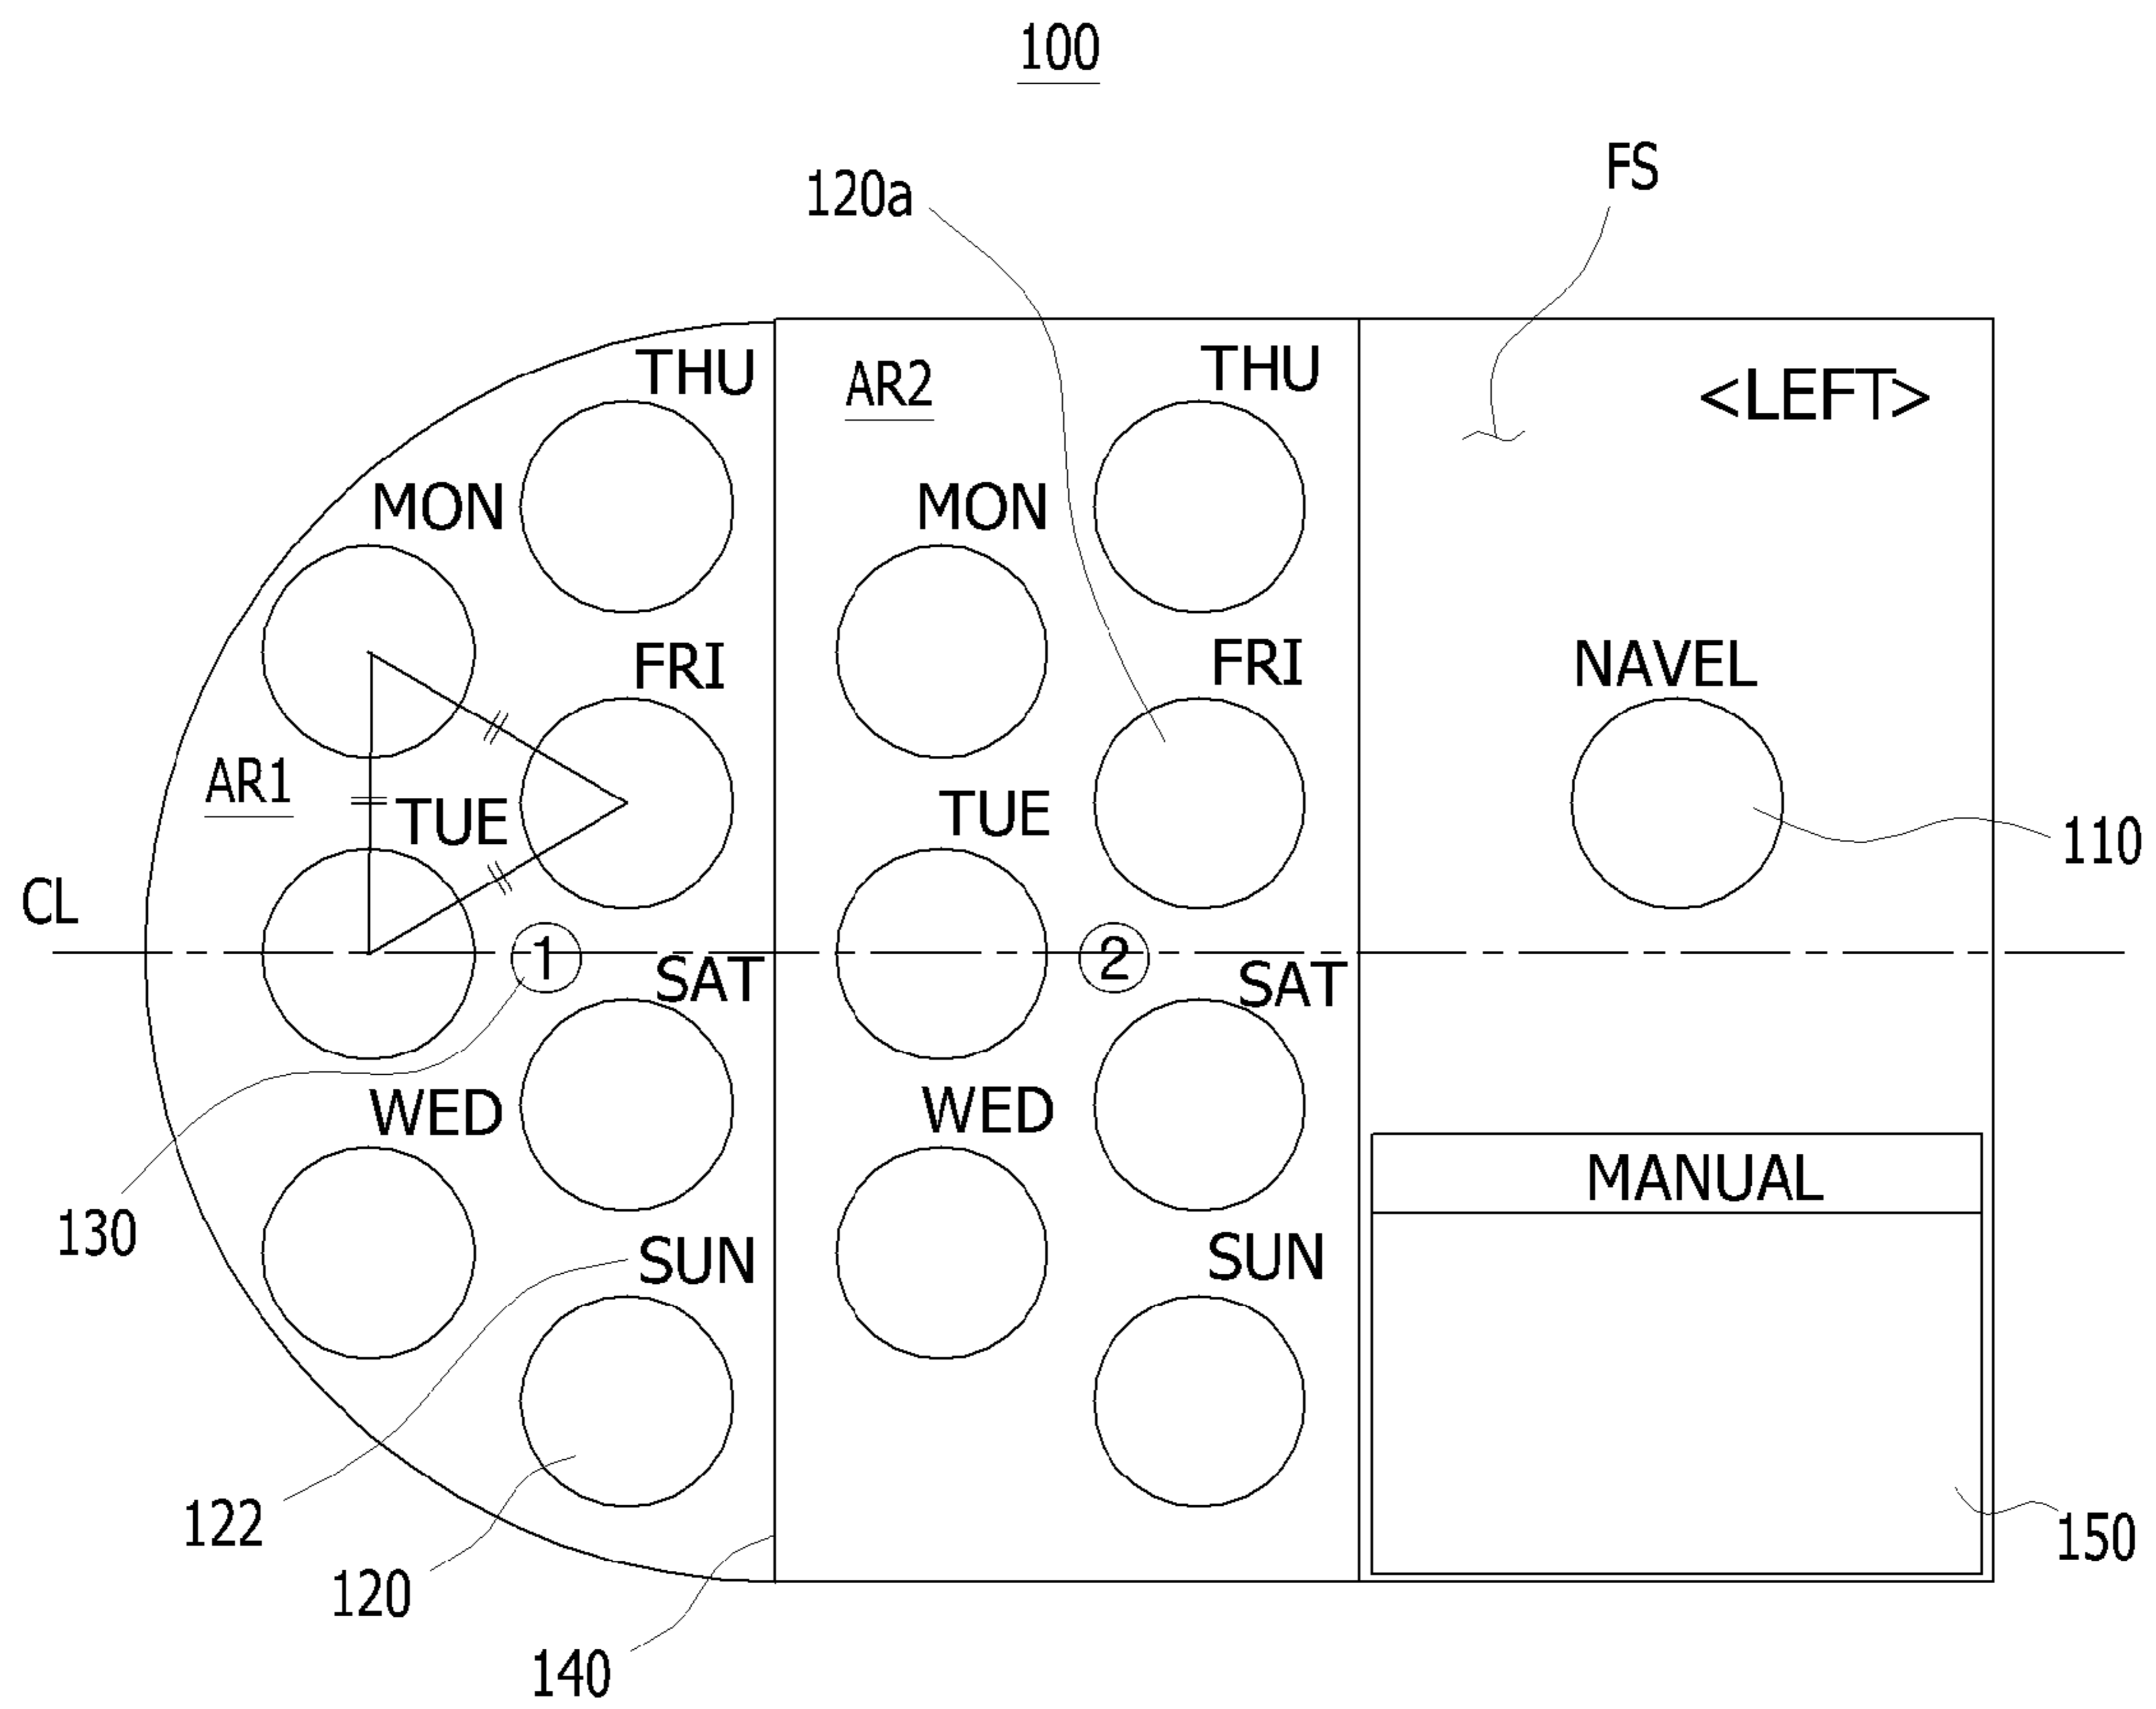 100
FS
120a
THU
THU
AR2
<LEFT>
MON
MON
FRI
FRI
NAVEL
AR1
TUE
TUE
110
CL
1
2
SAT
SAT
WED
WED
MANUAL
130
SUN
SUN
122
150
120
140